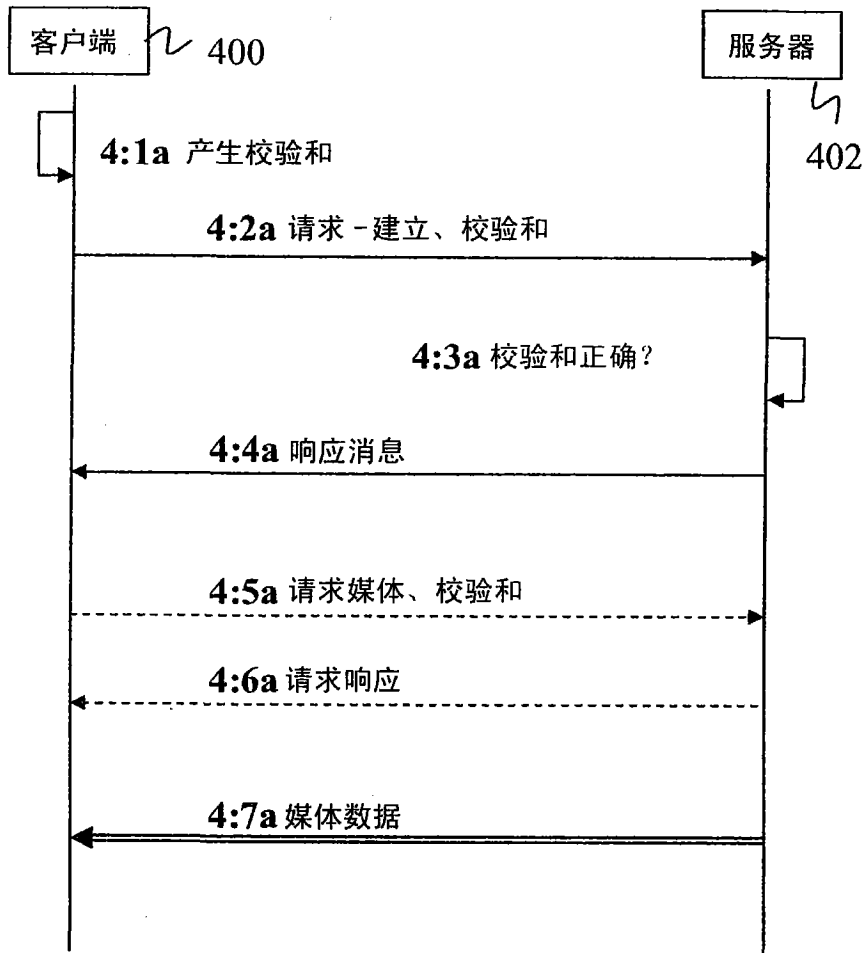 客户端
400
服务器
402
4:1a 产生校验和
4:2a 请求-建立、校验和
4:3a 校验和正确?
4:4a 响应消息
4:5a 请求媒体、校验和
4:6a 请求响应
4:7a 媒体数据